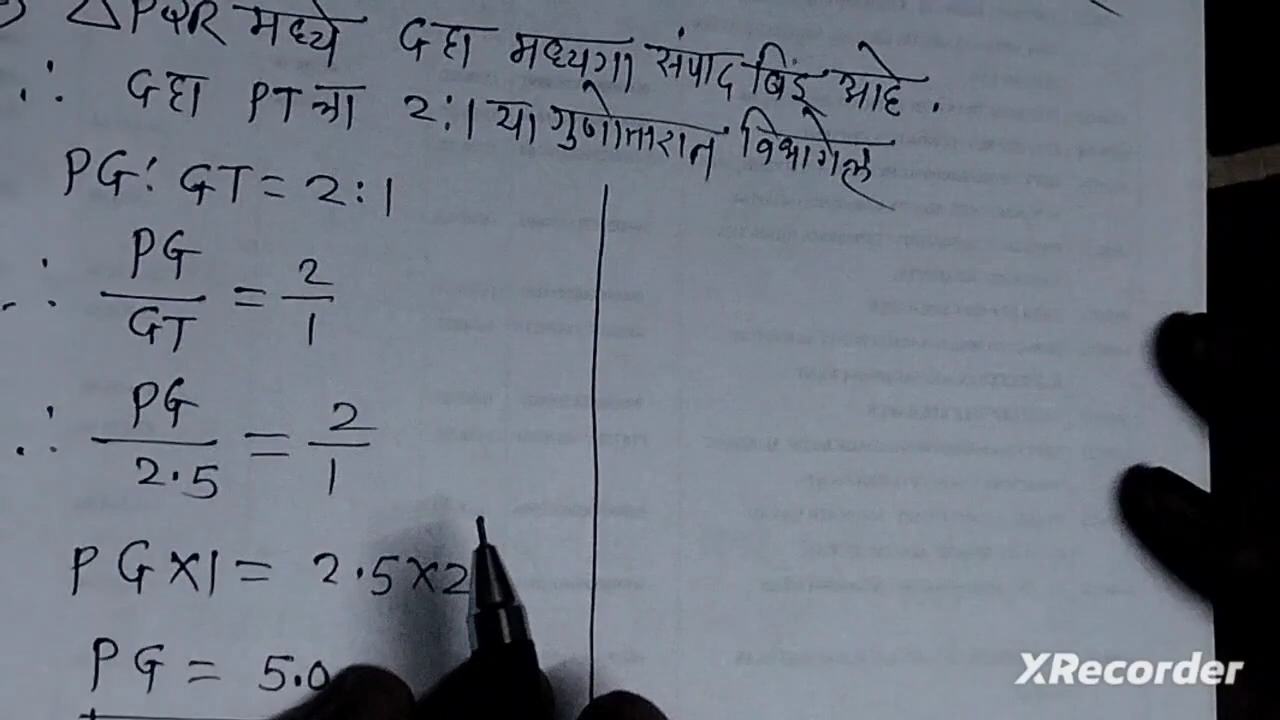 △PQR मध्ये G हा मध्यगा संपाद बिंदू आहे.
∴ G हा PT ला 2:1 या गुणोत्तरात विभागेल
PG: GT = 2:1
∴ PG/GT = 2/1
∴ PG/2.5 = 2/1
PG×1 = 2.5×2
PG = 5.0
XRecorder